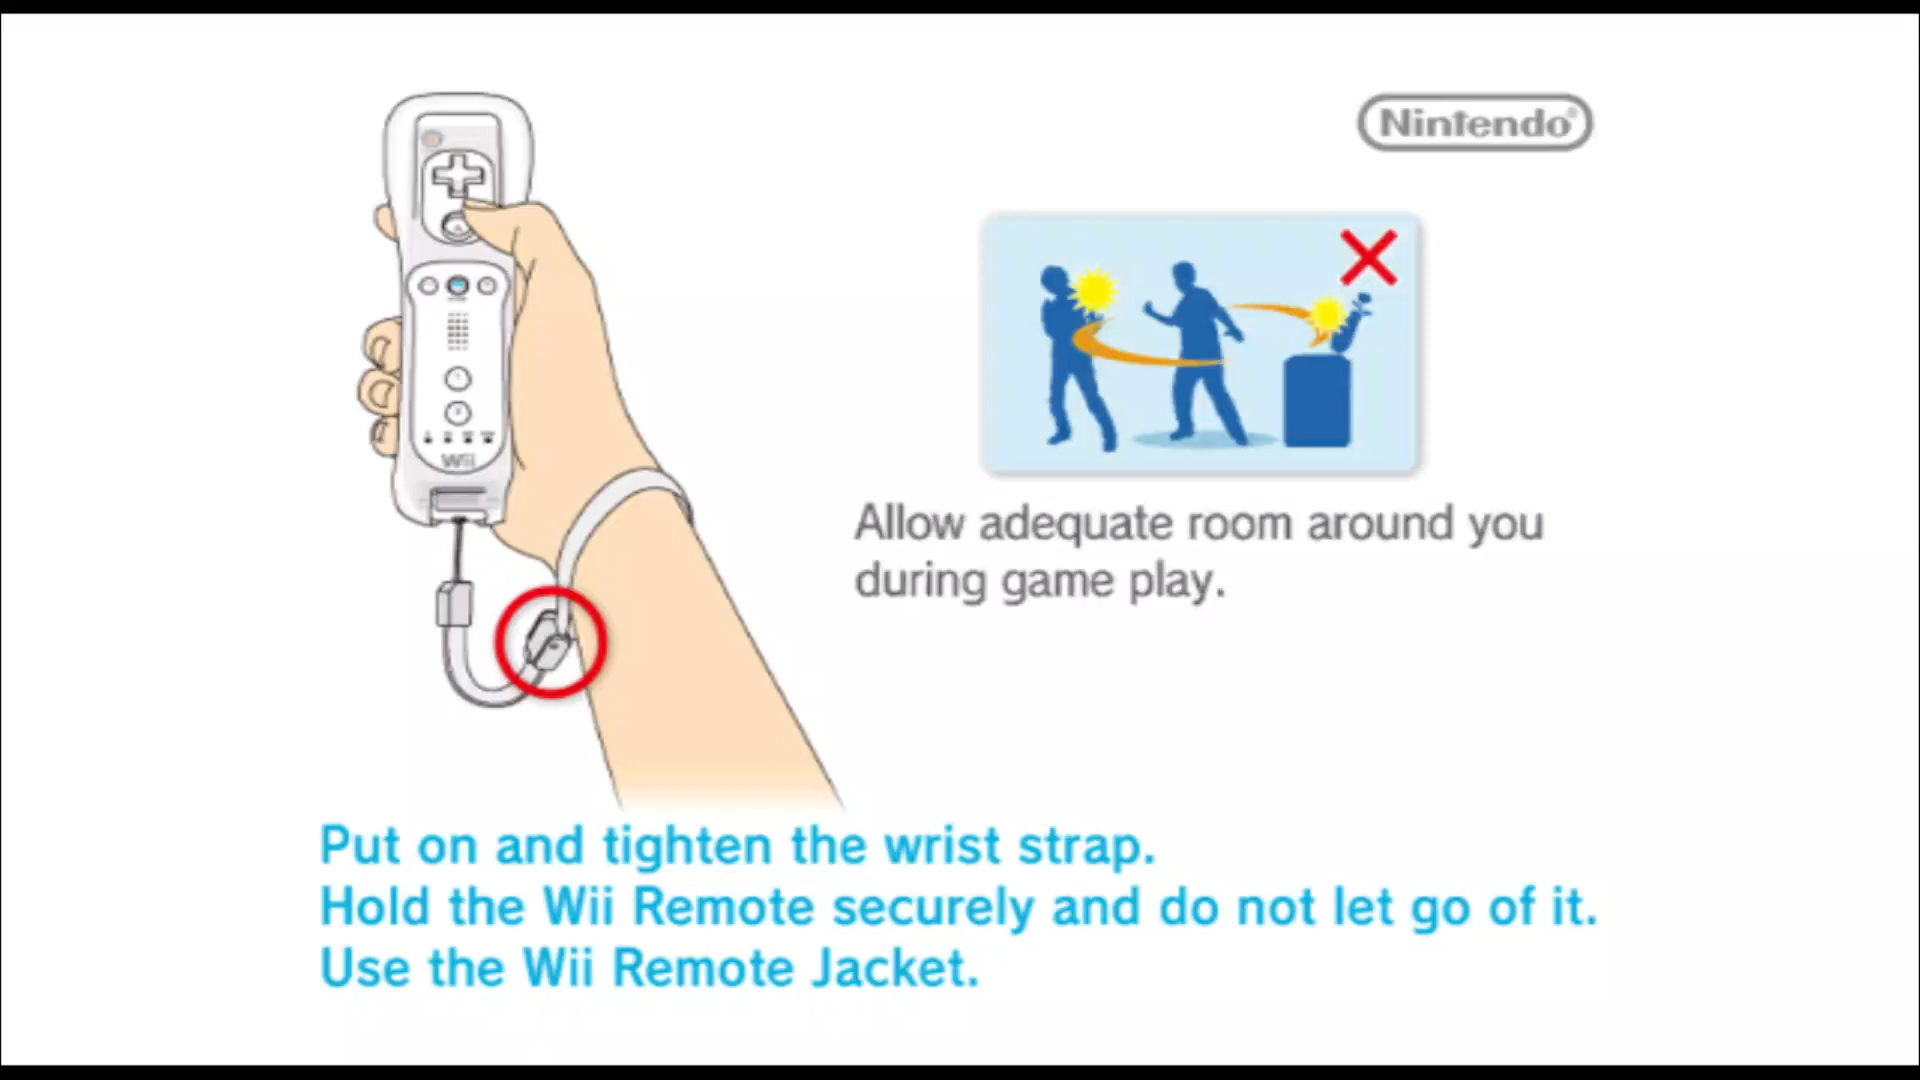 Nintendo®
Wii
Allow adequate room around you
during game play.
Put on and tighten the wrist strap.
Hold the Wii Remote securely and do not let go of it.
Use the Wii Remote Jacket.